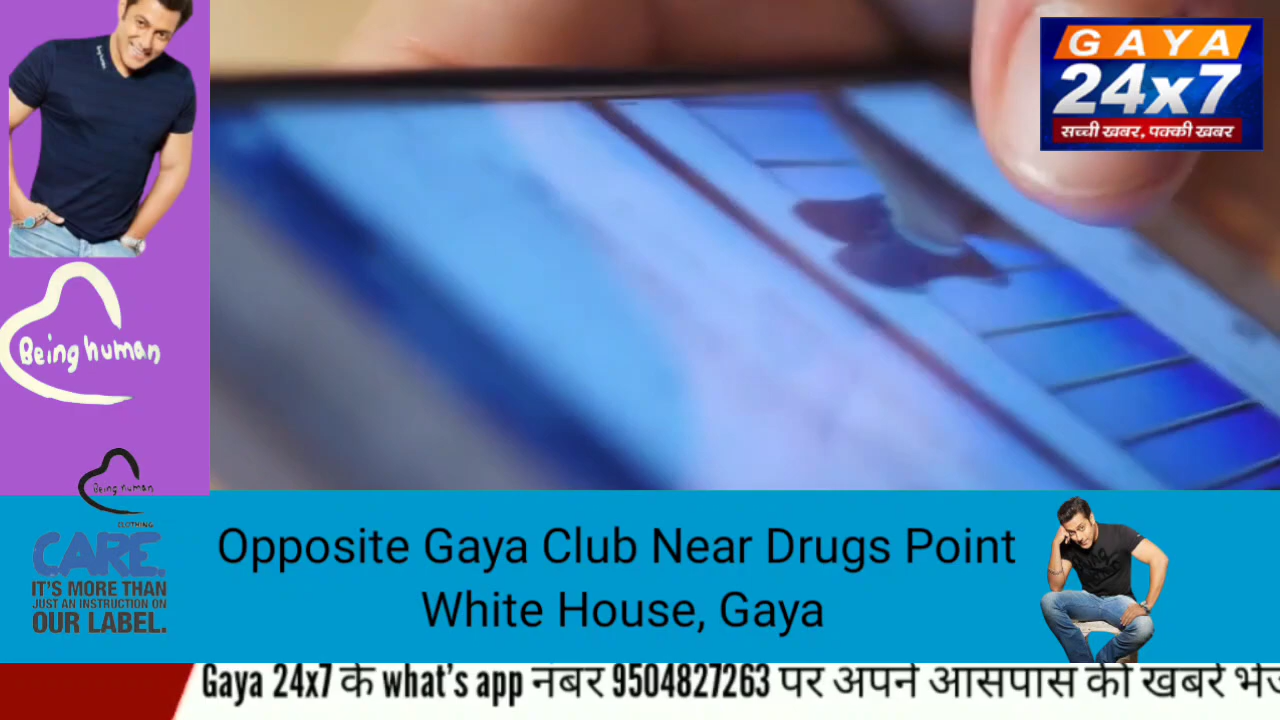 GAYA
24x7
सच्ची खबर, पक्की खबर
Being human
Being human
CLOTHING
CARE.
IT'S MORE THAN
JUST AN INSTRUCTION ON
OUR LABEL.
Opposite Gaya Club Near Drugs Point
White House, Gaya
Gaya 24x7 के what's app नंबर 9504827263 पर अपने आसपास की खबरें